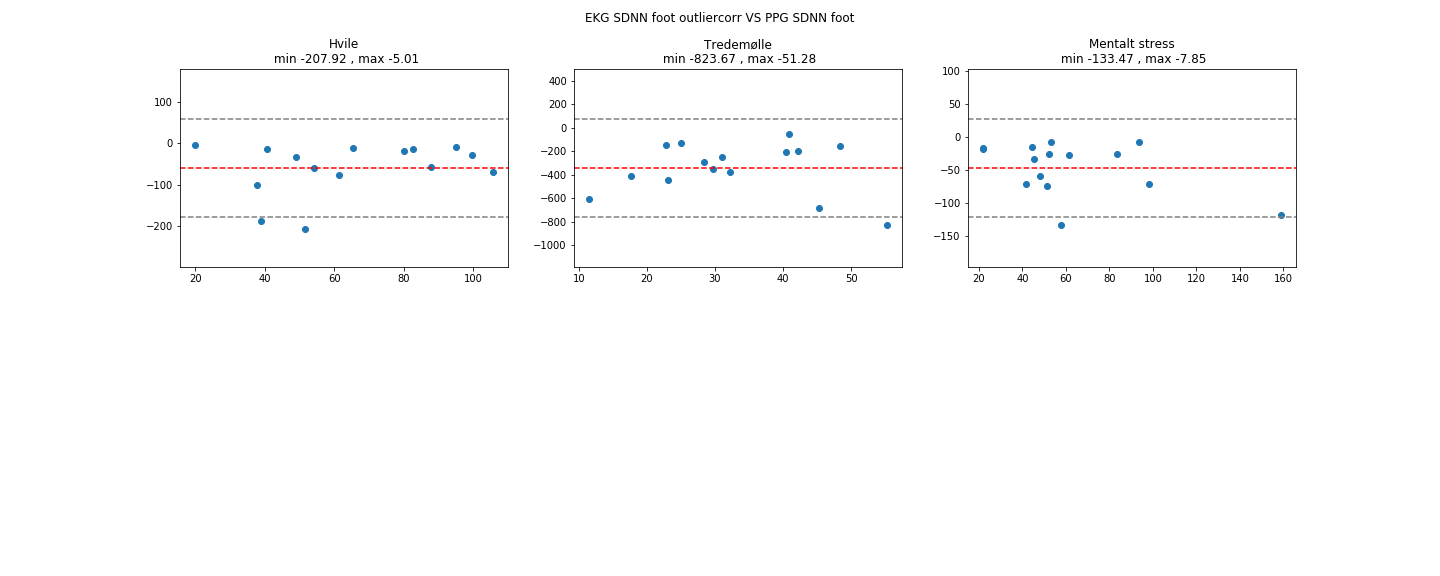 EKG SDNN foot outliercorr VS PPG SDNN foot
Hvile
min -207.92 , max -5.01
100
0
−100
−200
20 40 60 80 100
Tredemølle
min -823.67 , max -51.28
400
200
0
−200
−400
−600
−800
−1000
10 20 30 40 50
Mentalt stress
min -133.47 , max -7.85
100
50
0
−50
−100
−150
20 40 60 80 100 120 140 160